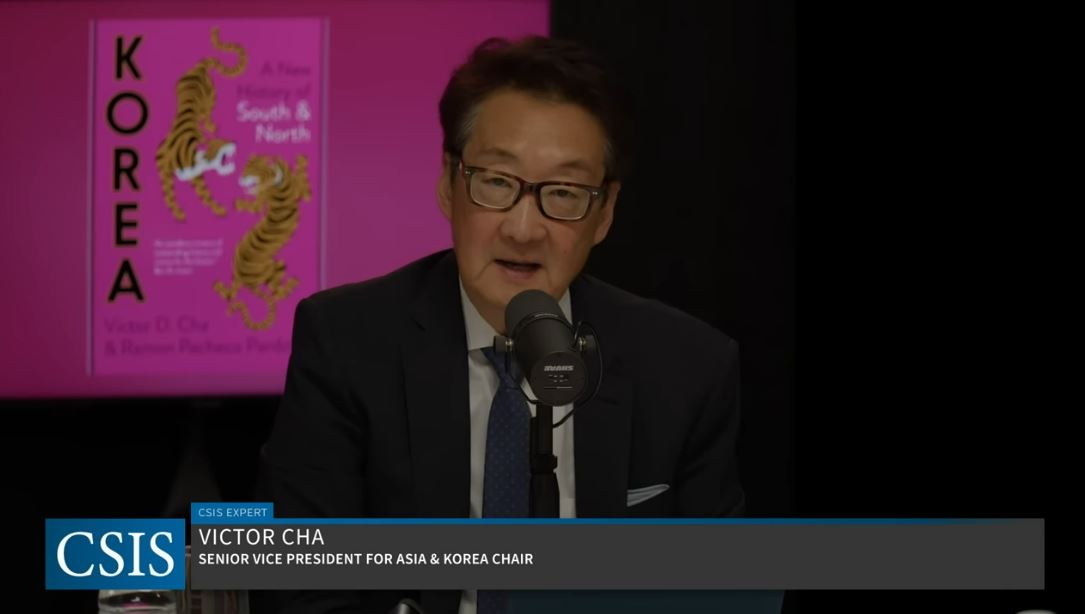 KOREA
A New
History of
South &
North
Victor D. Cha
& Ramon Pacheco Pardo
SHURE
CSIS EXPERT
CSIS
VICTOR CHA
SENIOR VICE PRESIDENT FOR ASIA & KOREA CHAIR